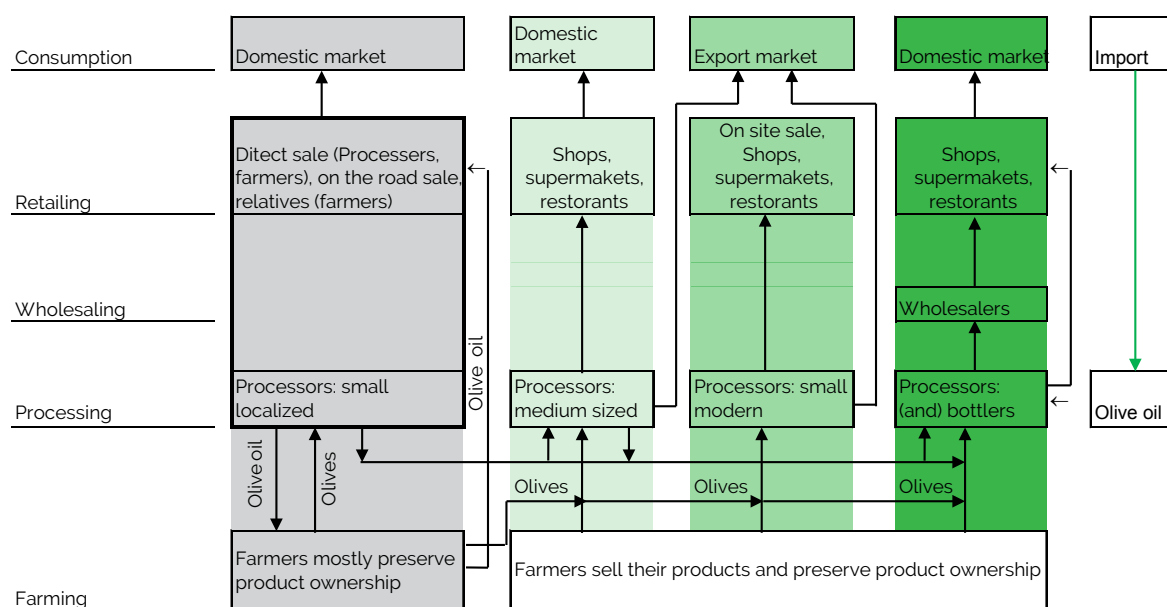 Consumption
Domestic market
Domestic
market
Export market
Domestic market
Import
Retailing
Ditect sale (Processers,
farmers), on the road sale,
relatives (farmers)
Shops,
supermakets,
restorants
On site sale,
Shops,
supermakets,
restorants
Shops,
supermakets,
restorants
←
←
Wholesaling
Wholesalers
Olive oil
Processing
Processors: small
localized
Processors:
medium sized
Processors: small
modern
Processors:
(and) bottlers
←
Olive oil
Olive oil
Olives
Olives
Olives
Olives
Farming
Farmers mostly preserve
product ownership
Farmers sell their products and preserve product ownership